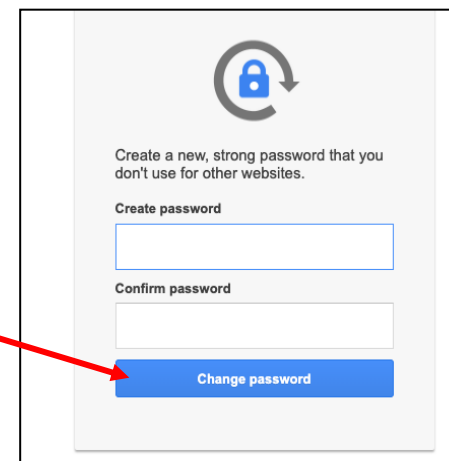 Create a new, strong password that you
don't use for other websites.
Create password
Confirm password
Change password